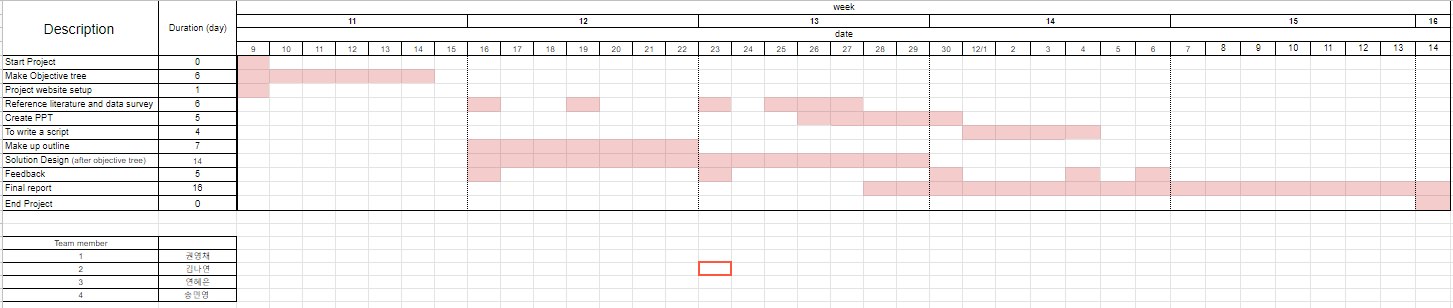 week
Description Duration (day) 11 12 13 14 15 16
date
9 10 11 12 13 14 15 16 17 18 19 20 21 22 23 24 25 26 27 28 29 30 12/1 2 3 4 5 6 7 8 9 10 11 12 13 14
Start Project 0
Make Objective tree 6
Project website setup 1
Reference literature and data survey 6
Create PPT 5
To write a script 4
Make up outline 7
Solution Design (after objective tree) 14
Feedback 5
Final report 16
End Project 0
Team member
1 권영채
2 김나연
3 연혜은
4 송민영